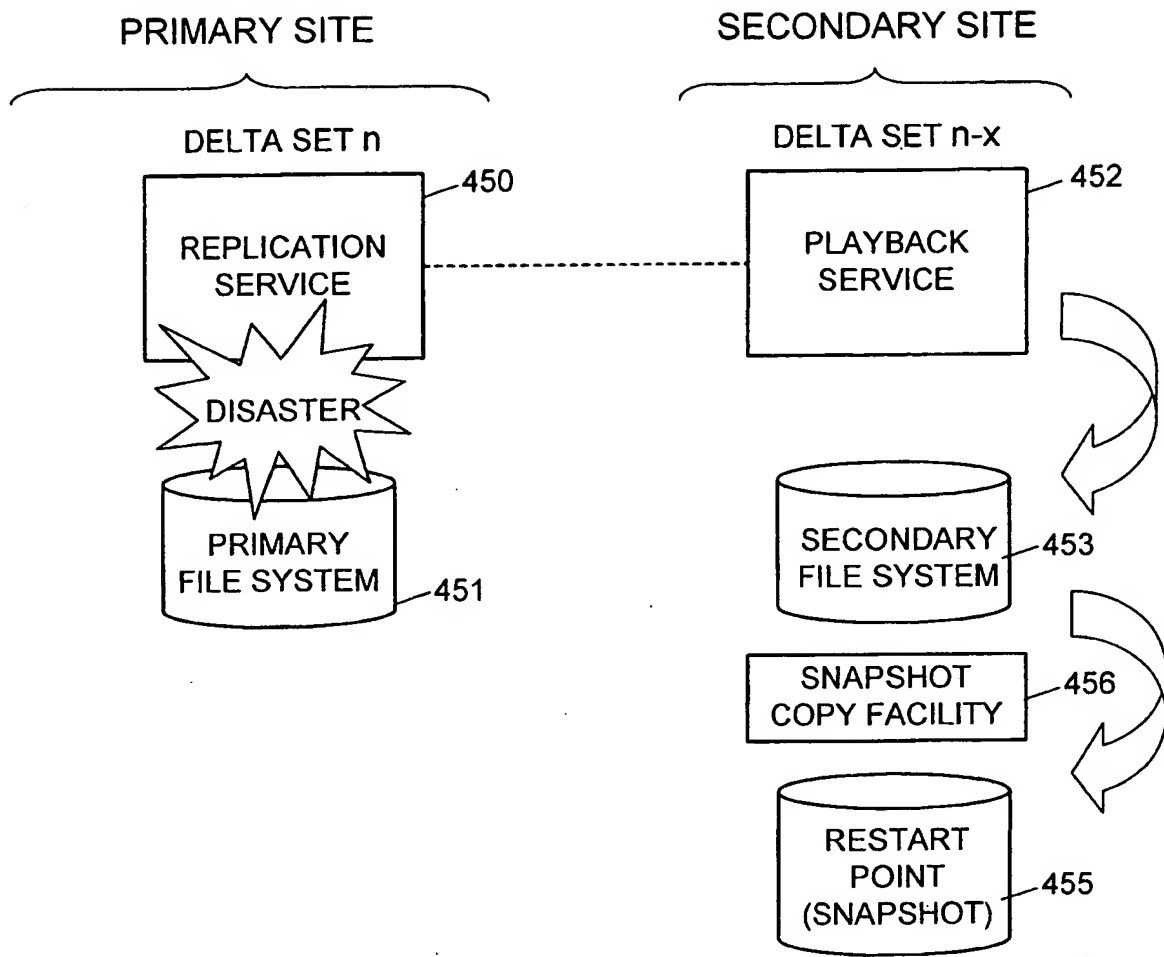 PRIMARY SITE
DELTA SET n
450
REPLICATION
SERVICE
DISASTER
PRIMARY
FILE SYSTEM
451
SECONDARY SITE
DELTA SET n-x
452
PLAYBACK
SERVICE
SECONDARY
FILE SYSTEM
453
SNAPSHOT
COPY FACILITY
456
RESTART
POINT
(SNAPSHOT)
455